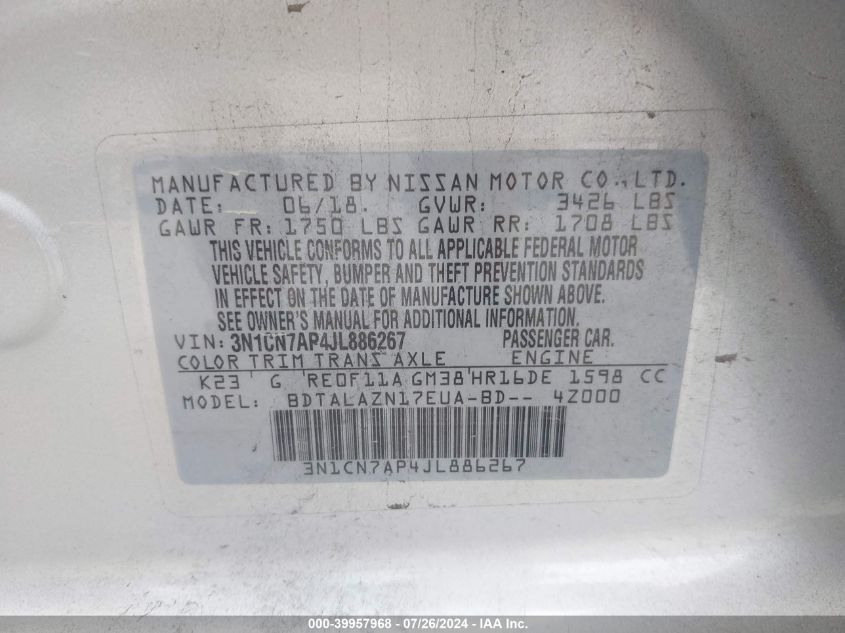 MANUFACTURED BY NISSAN MOTOR CO., LTD.
DATE: 06/18. GVWR: 3426 LBS
GAWR FR: 1750 LBS GAWR RR: 1708 LBS
THIS VEHICLE CONFORMS TO ALL APPLICABLE FEDERAL MOTOR
VEHICLE SAFETY, BUMPER AND THEFT PREVENTION STANDARDS
IN EFFECT ON THE DATE OF MANUFACTURE SHOWN ABOVE.
SEE OWNER'S MANUAL FOR ADDITIONAL INFORMATION.
VIN: 3N1CN7AP4JL886267 PASSENGER CAR.
COLOR TRIM TRANS AXLE ENGINE
K23 G RE0F11A GM38 HR16DE 1598 CC
MODEL: BDTALAZN17EUA-BD-- 4Z000
3N1CN7AP4JL886267
000-39957968 - 07/26/2024 - IAAI Inc.